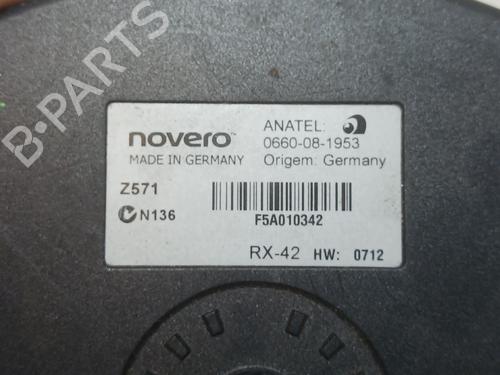 B-PARTS
novero
MADE IN GERMANY
ANATEL:
0660-08-1953
Origem: Germany
Z571
N136
F5A010342
RX-42 HW: 0712